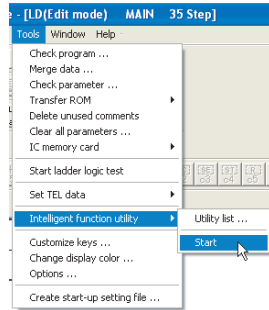 - [LD(Edit mode) MAIN 35 Step]
Tools Window Help
Check program ...
Merge data ...
Check parameter ...
Transfer ROM
Delete unused comments
Clear all parameters ...
IC memory card
Start ladder logic test
Set TEL data
Intelligent function utility
Utility list ...
Start
Customize keys ...
Change display color ...
Options ...
Create start-up setting file ...